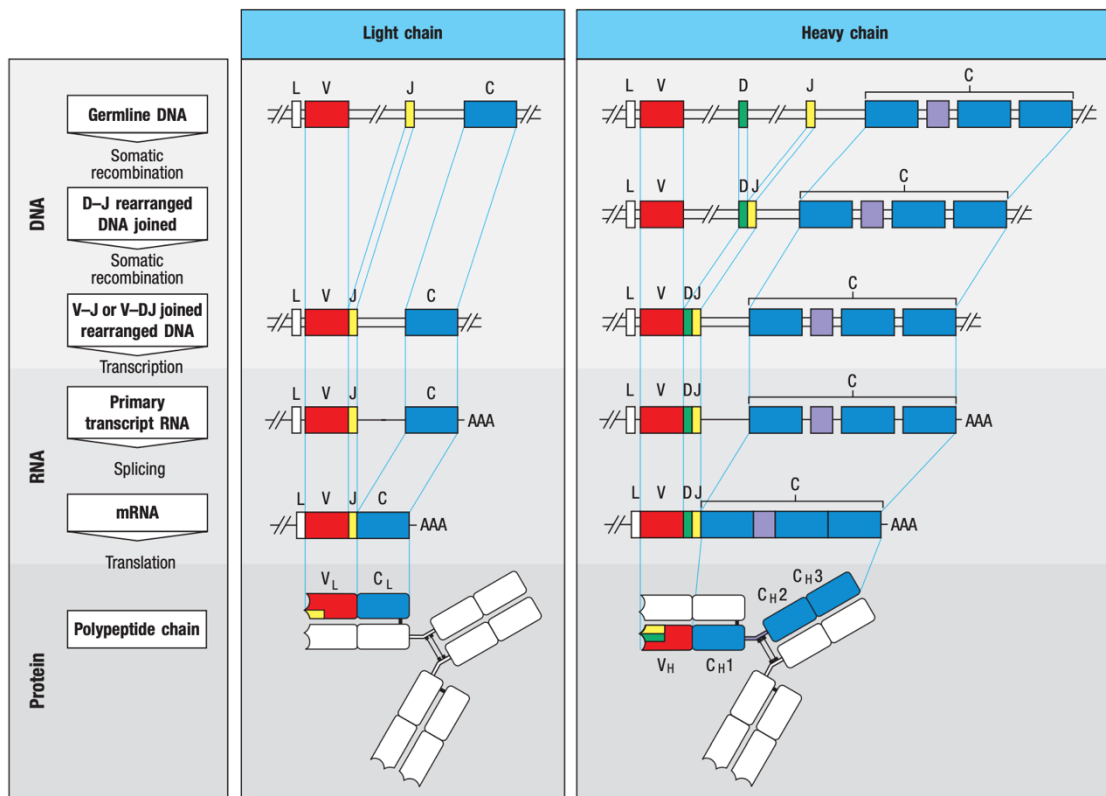 Light chain
Heavy chain
DNA
Germline DNA
Somatic
recombination
D–J rearranged
DNA joined
Somatic
recombination
V–J or V–DJ joined
rearranged DNA
Transcription
RNA
Primary
transcript RNA
Splicing
mRNA
Translation
Protein
Polypeptide chain
L V J C
L V J C
L V J C
AAA
L V J C
AAA
VL CL
L V D J C
L V D J C
L V D J C
L V D J C
AAA
L V D J C
AAA
CH3
CH2
VH CH1